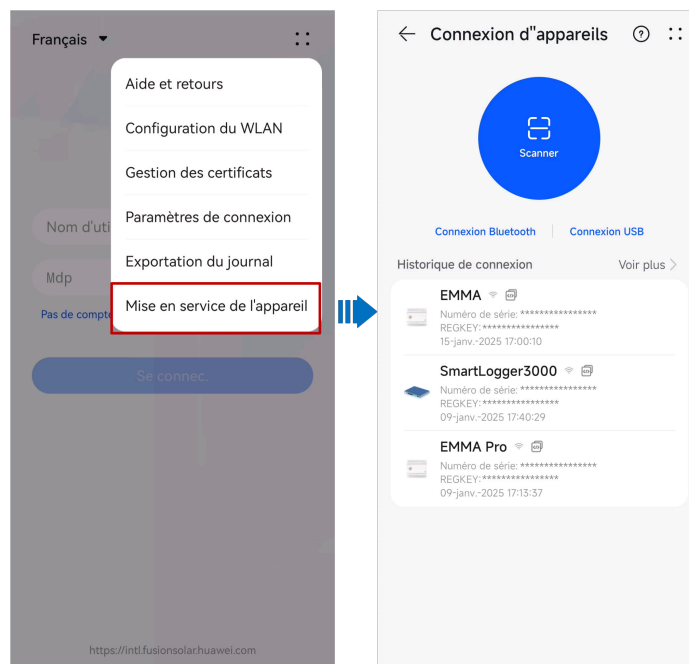 Français
Aide et retours
Configuration du WLAN
Gestion des certificats
Paramètres de connexion
Exportation du journal
Mise en service de l'appareil
Nom d'uti
Mdp
Pas de compte
Se connec.
https://intl.fusionsolar.huawei.com
Connexion d"appareils
Scanner
Connexion Bluetooth
Connexion USB
Historique de connexion
Voir plus
EMMA
Numéro de série: ****************
REGKEY:****************
15-janv.-2025 17:00:10
SmartLogger3000
Numéro de série: ****************
REGKEY:****************
09-janv.-2025 17:40:29
EMMA Pro
Numéro de série: ****************
REGKEY:****************
09-janv.-2025 17:13:37